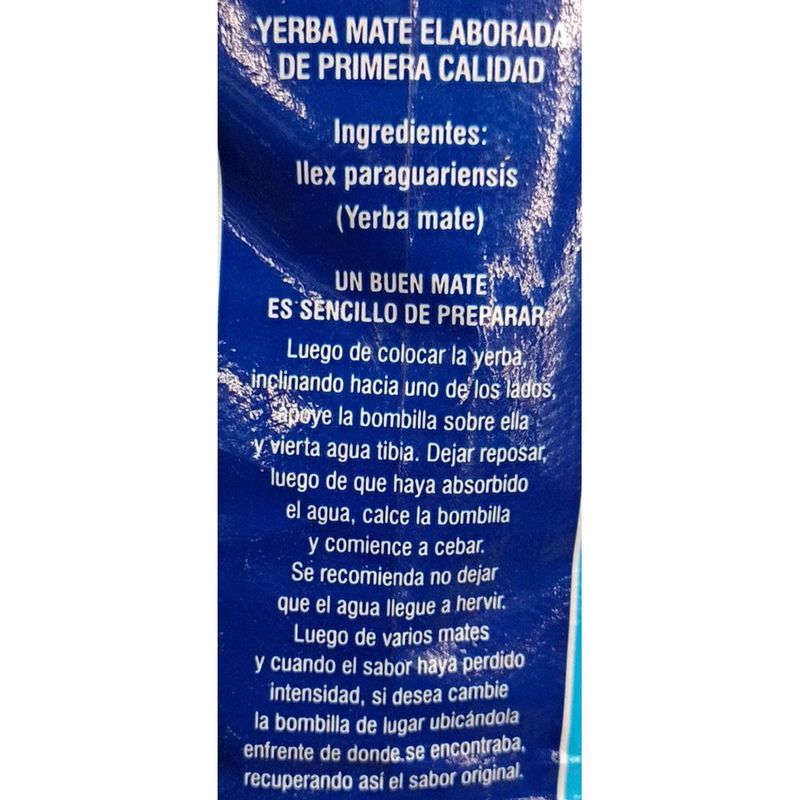 YERBA MATE ELABORADA
DE PRIMERA CALIDAD
Ingredientes:
Ilex paraguariensis
(Yerba mate)
UN BUEN MATE
ES SENCILLO DE PREPARAR
Luego de colocar la yerba,
inclinando hacia uno de los lados,
apoye la bombilla sobre ella
y vierta agua tibia. Dejar reposar,
luego de que haya absorbido
el agua, calce la bombilla
y comience a cebar.
Se recomienda no dejar
que el agua llegue a hervir.
Luego de varios mates
y cuando el sabor haya perdido
intensidad, si desea cambie
la bombilla de lugar ubicándola
enfrente de donde se encontraba,
recuperando así el sabor original.